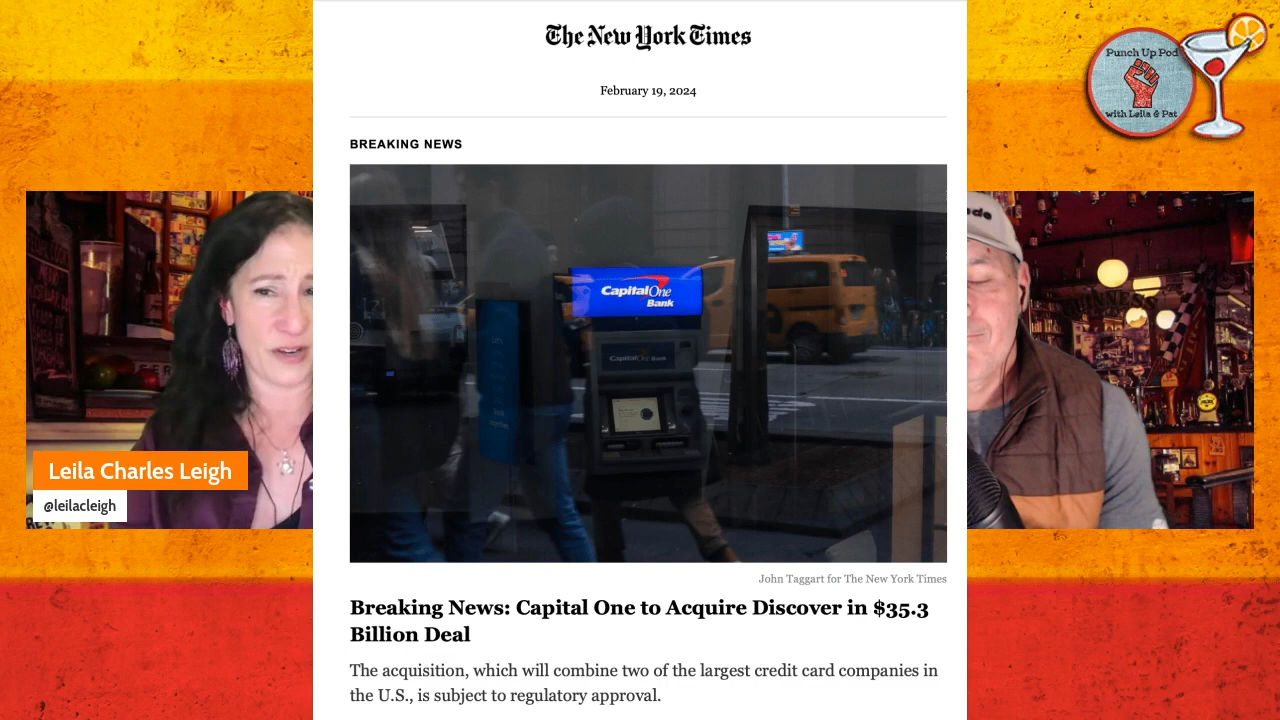 The New York Times
Punch Up Pod
with Leila & Pat
February 19, 2024
BREAKING NEWS
CapitalOne
Bank
CapitalOne Bank
Leila Charles Leigh
@leilacleigh
John Taggart for The New York Times
Breaking News: Capital One to Acquire Discover in $35.3
Billion Deal
The acquisition, which will combine two of the largest credit card companies in
the U.S., is subject to regulatory approval.